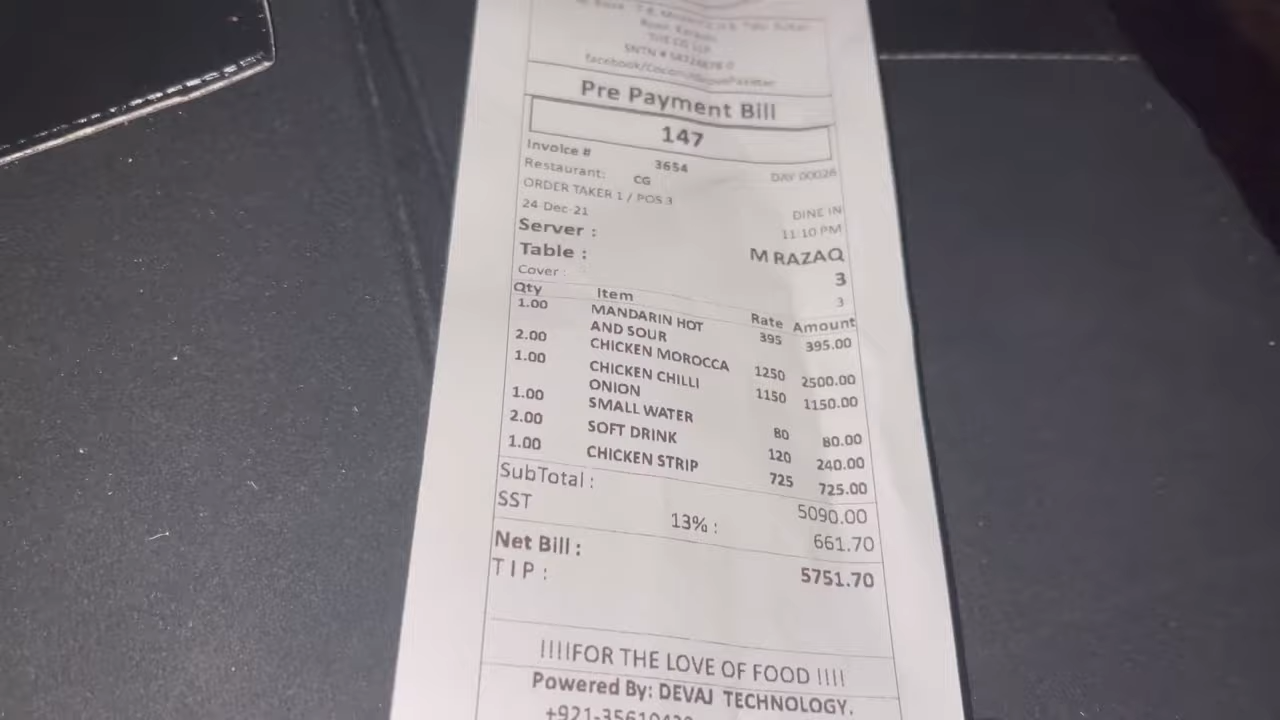 Pre Payment Bill
147
Invoice # 3654 DAY 00028
Restaurant: CG
ORDER TAKER 1 / POS 3 DINE IN
24 Dec-21 11:10 PM
Server : M RAZAQ
Table : 3
Cover : 3
Qty Item Rate Amount
1.00 MANDARIN HOT AND SOUR 395 395.00
2.00 CHICKEN MOROCCA 1250 2500.00
1.00 CHICKEN CHILLI ONION 1150 1150.00
1.00 SMALL WATER 80 80.00
2.00 SOFT DRINK 120 240.00
1.00 CHICKEN STRIP 725 725.00
SubTotal : 5090.00
SST 13% : 661.70
Net Bill : 5751.70
TIP :
!!!!FOR THE LOVE OF FOOD !!!!
Powered By: DEVAJ TECHNOLOGY.